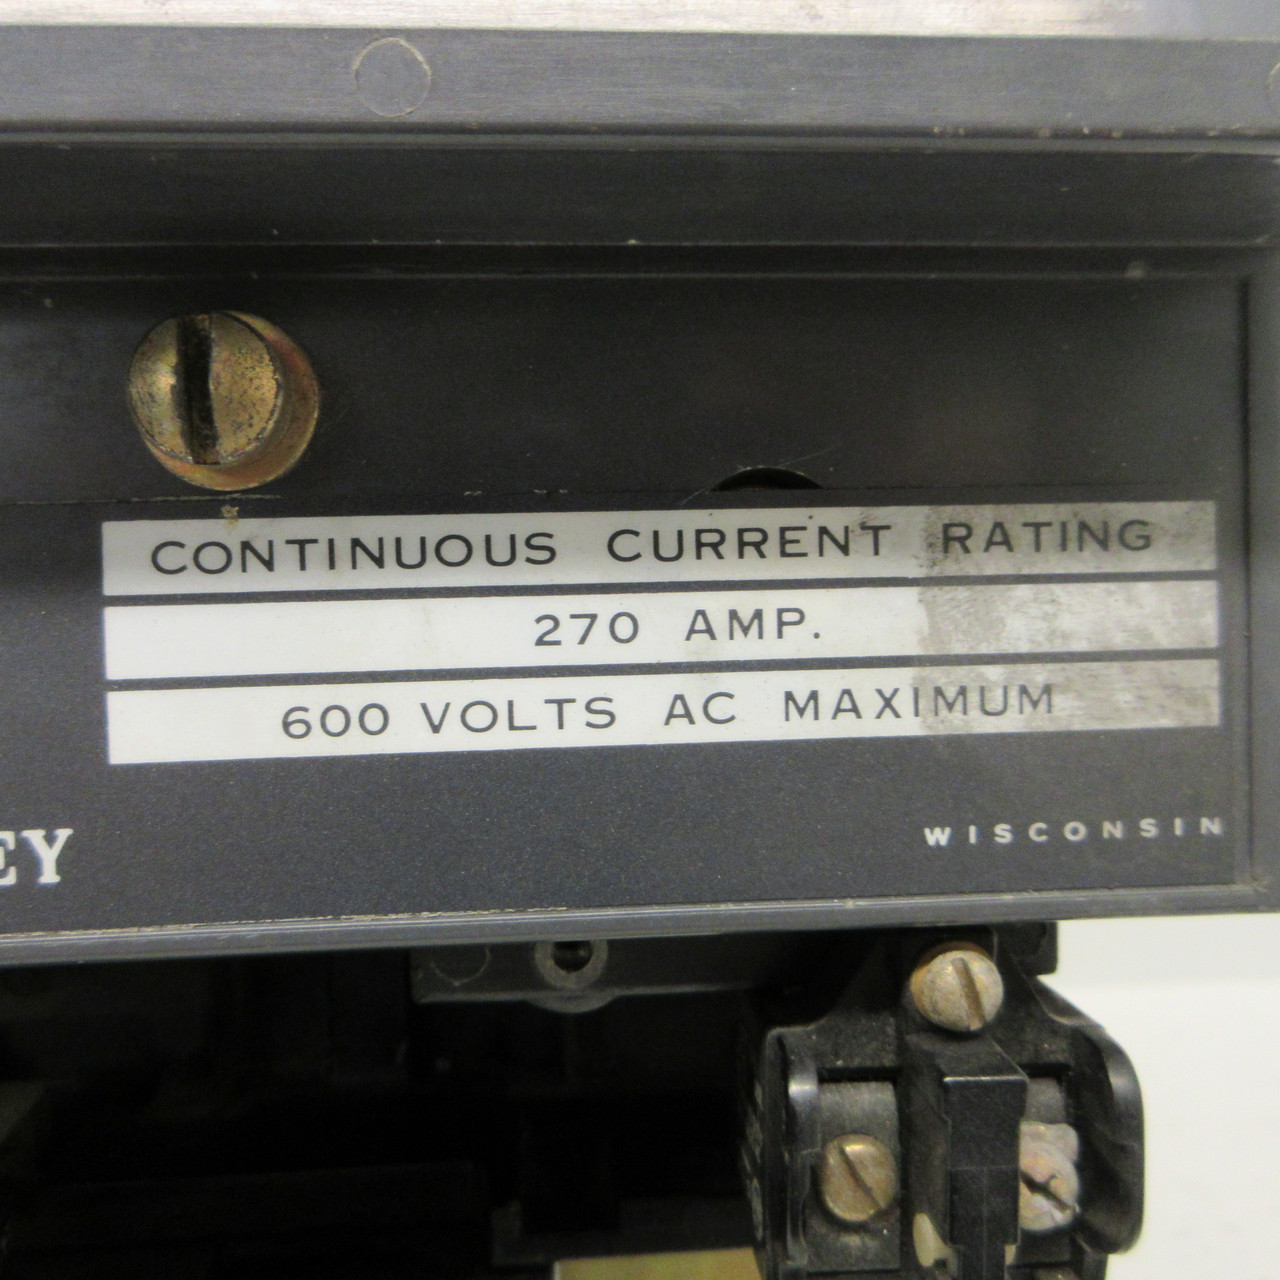 CONTINUOUS CURRENT RATING
270 AMP.
600 VOLTS AC MAXIMUM
EY
WISCONSIN